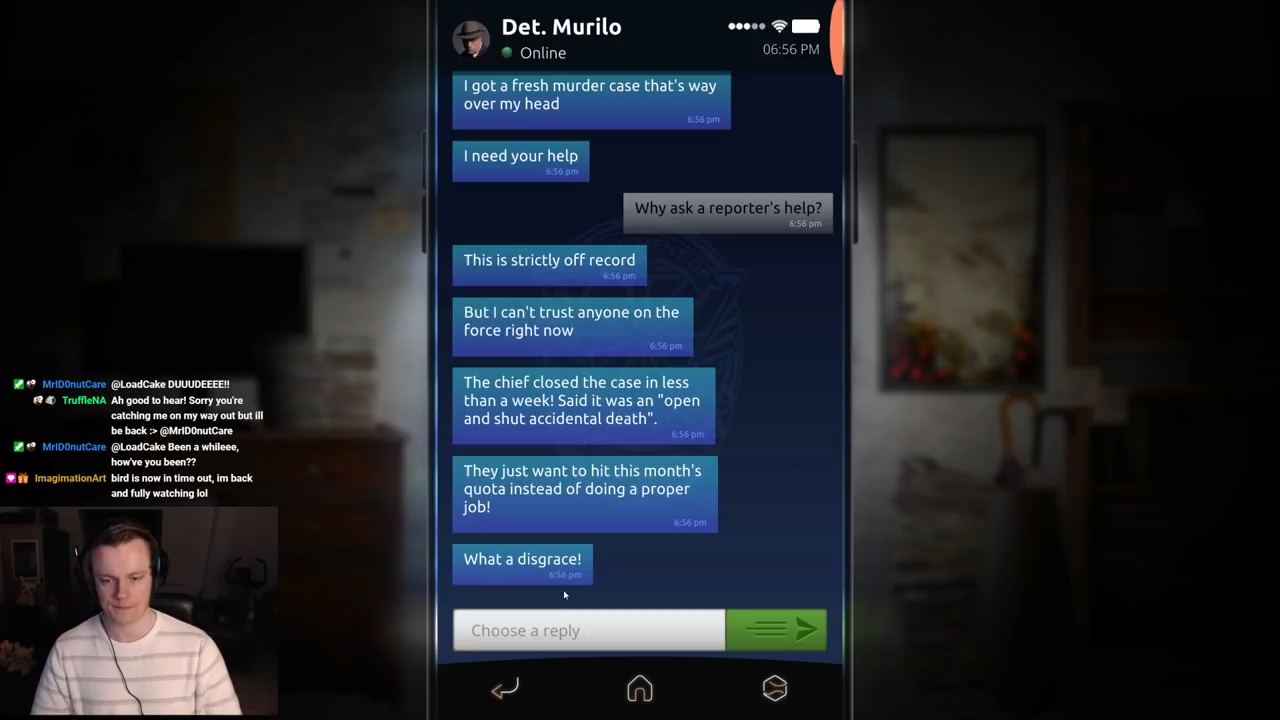 Det. Murilo
Online
06:56 PM
I got a fresh murder case that's way
over my head
6:56 pm
I need your help
6:56 pm
Why ask a reporter's help?
6:56 pm
This is strictly off record
6:56 pm
But I can't trust anyone on the
force right now
6:56 pm
The chief closed the case in less
than a week! Said it was an "open
and shut accidental death".
6:56 pm
They just want to hit this month's
quota instead of doing a proper
job!
6:56 pm
What a disgrace!
6:56 pm
Choose a reply
MrID0nutCare @LoadCake DUUUDEEEE!!
TruffleNA Ah good to hear! Sorry you're
catching me on my way out but ill
be back :> @MrID0nutCare
MrID0nutCare @LoadCake Been a whileee,
how've you been??
ImaginationArt bird is now in time out, im back
and fully watching lol